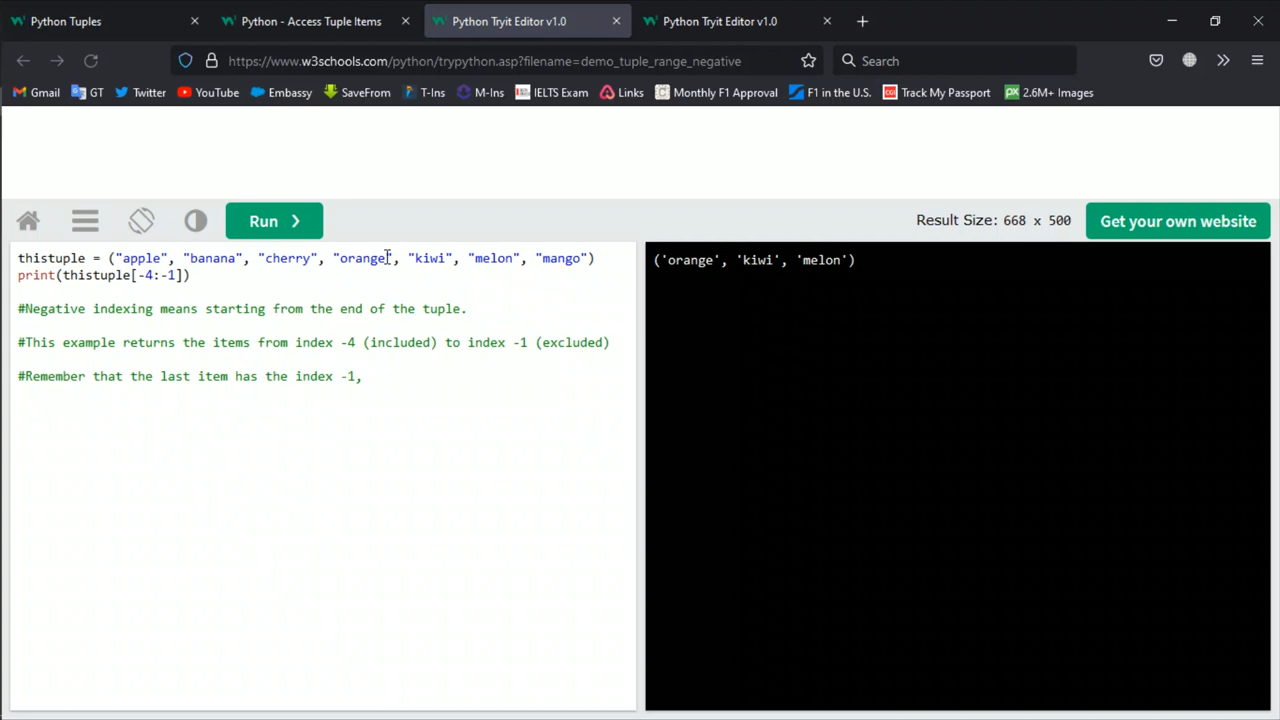 Python Tuples
Python - Access Tuple Items
Python Tryit Editor v1.0
Python Tryit Editor v1.0
https://www.w3schools.com/python/trypython.asp?filename=demo_tuple_range_negative
Search
Gmail
GT
Twitter
YouTube
Embassy
SaveFrom
T-Ins
M-Ins
IELTS Exam
Links
Monthly F1 Approval
F1 in the U.S.
CGI
Track My Passport
px
2.6M+ Images
Run
Result Size: 668 x 500
Get your own website
thistuple = ("apple", "banana", "cherry", "orange", "kiwi", "melon", "mango")
print(thistuple[-4:-1])
#Negative indexing means starting from the end of the tuple.
#This example returns the items from index -4 (included) to index -1 (excluded)
#Remember that the last item has the index -1,
('orange', 'kiwi', 'melon')